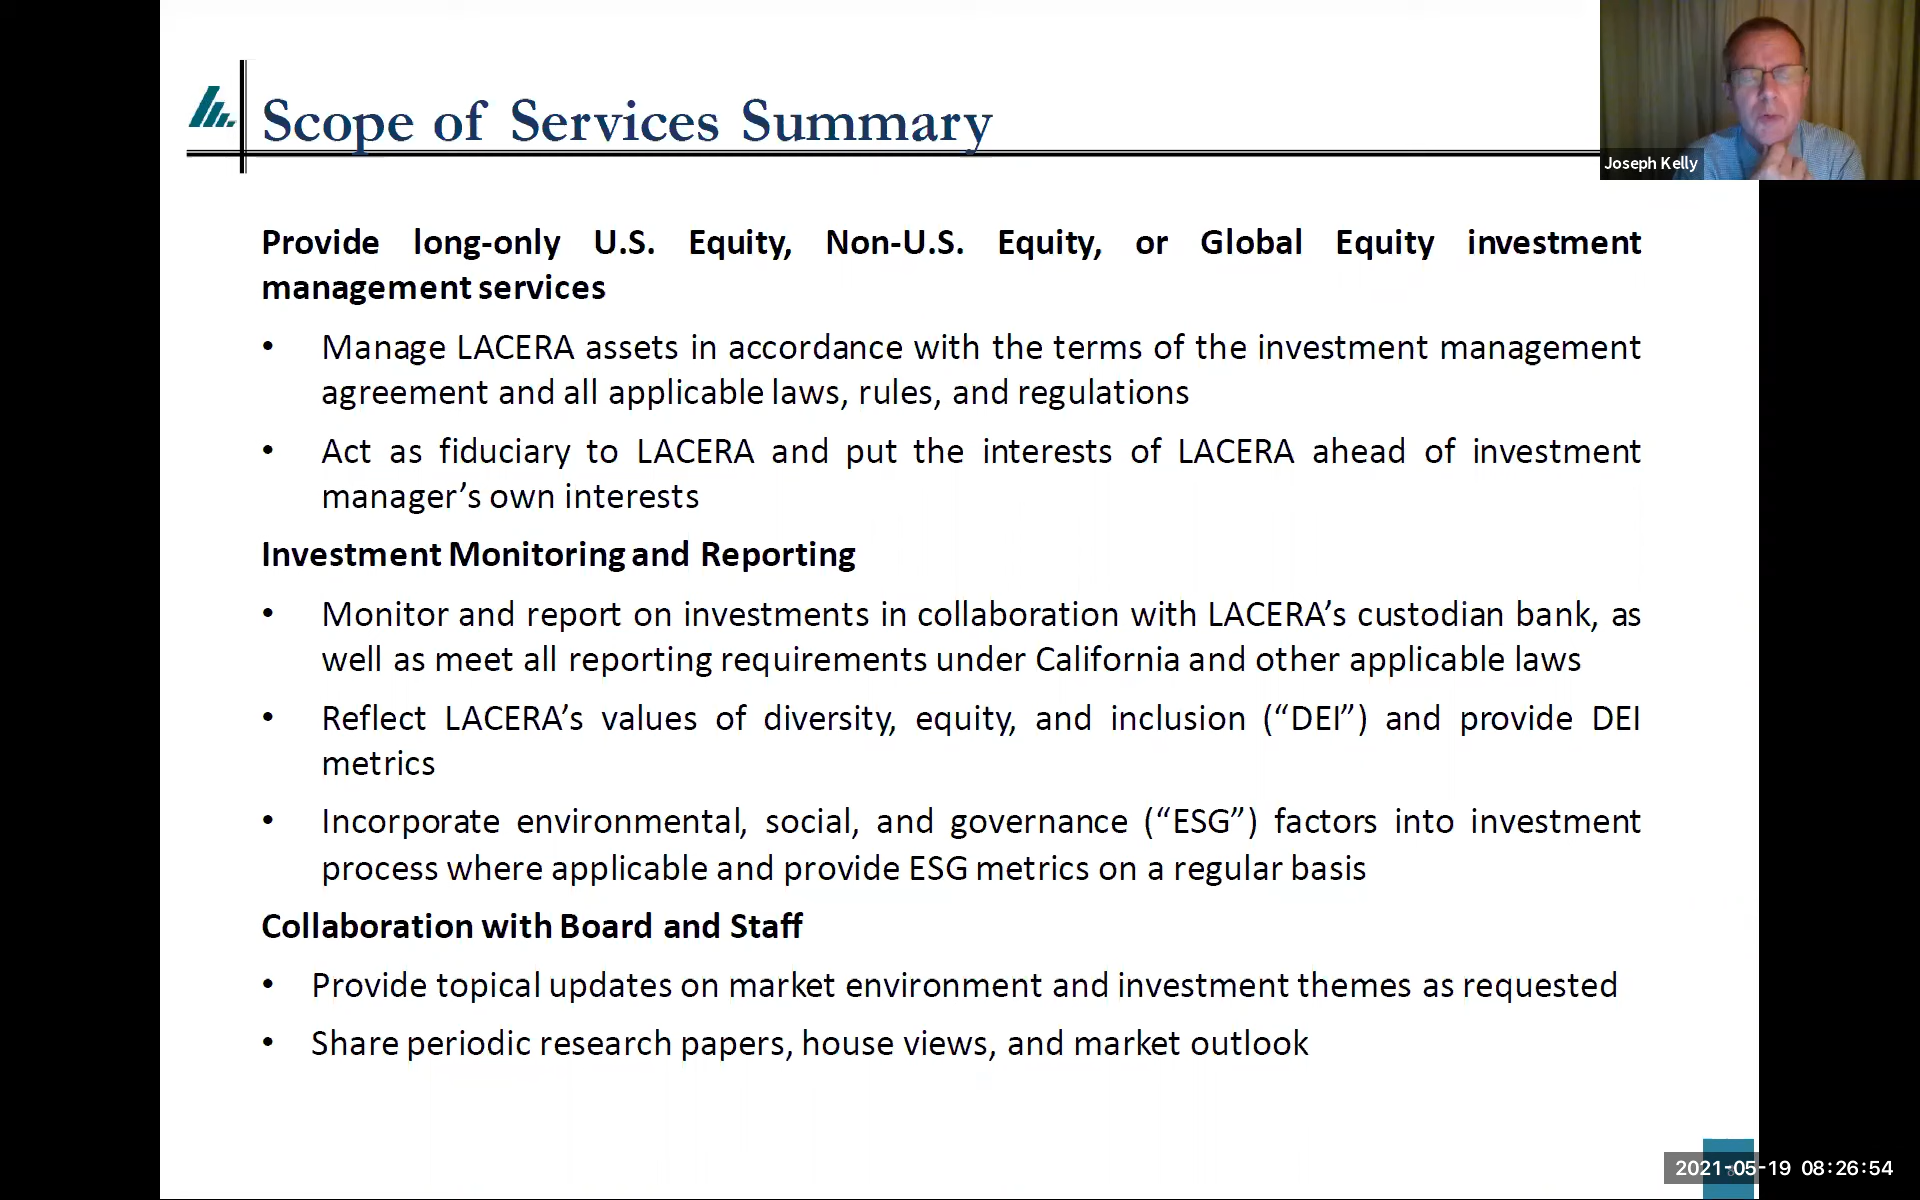 Scope of Services Summary
Joseph Kelly
Provide long-only U.S. Equity, Non-U.S. Equity, or Global Equity investment
management services
• Manage LACERA assets in accordance with the terms of the investment management
agreement and all applicable laws, rules, and regulations
• Act as fiduciary to LACERA and put the interests of LACERA ahead of investment
manager’s own interests
Investment Monitoring and Reporting
• Monitor and report on investments in collaboration with LACERA’s custodian bank, as
well as meet all reporting requirements under California and other applicable laws
• Reflect LACERA’s values of diversity, equity, and inclusion (“DEI”) and provide DEI
metrics
• Incorporate environmental, social, and governance (“ESG”) factors into investment
process where applicable and provide ESG metrics on a regular basis
Collaboration with Board and Staff
• Provide topical updates on market environment and investment themes as requested
• Share periodic research papers, house views, and market outlook
2021-05-19 08:26:54